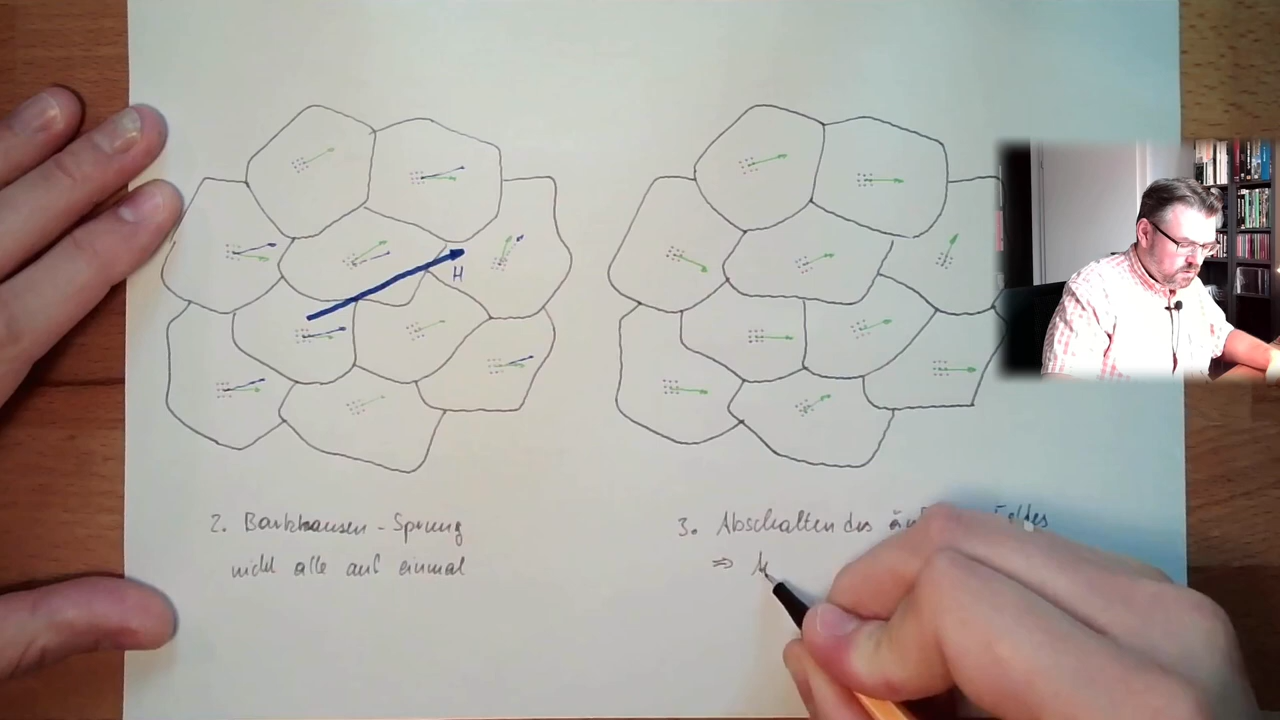 H
2. Barkhausen-Sprung
nicht alle auf einmal
3. Abschalten des
⇒